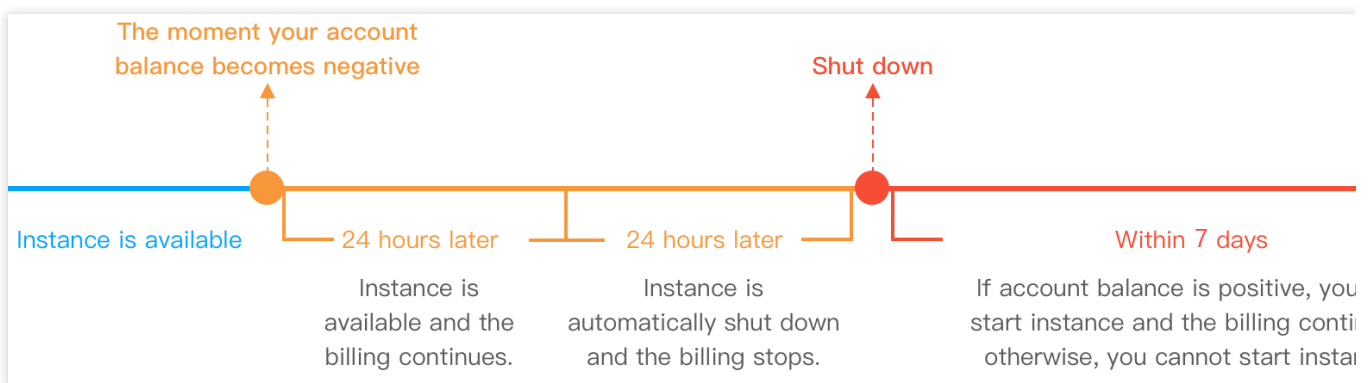 The moment your account
balance becomes negative
Shut down
Instance is available
24 hours later
24 hours later
Within 7 days
Instance is
available and the
billing continues.
Instance is
automatically shut down
and the billing stops.
If account balance is positive, you
start instance and the billing
otherwise, you cannot start